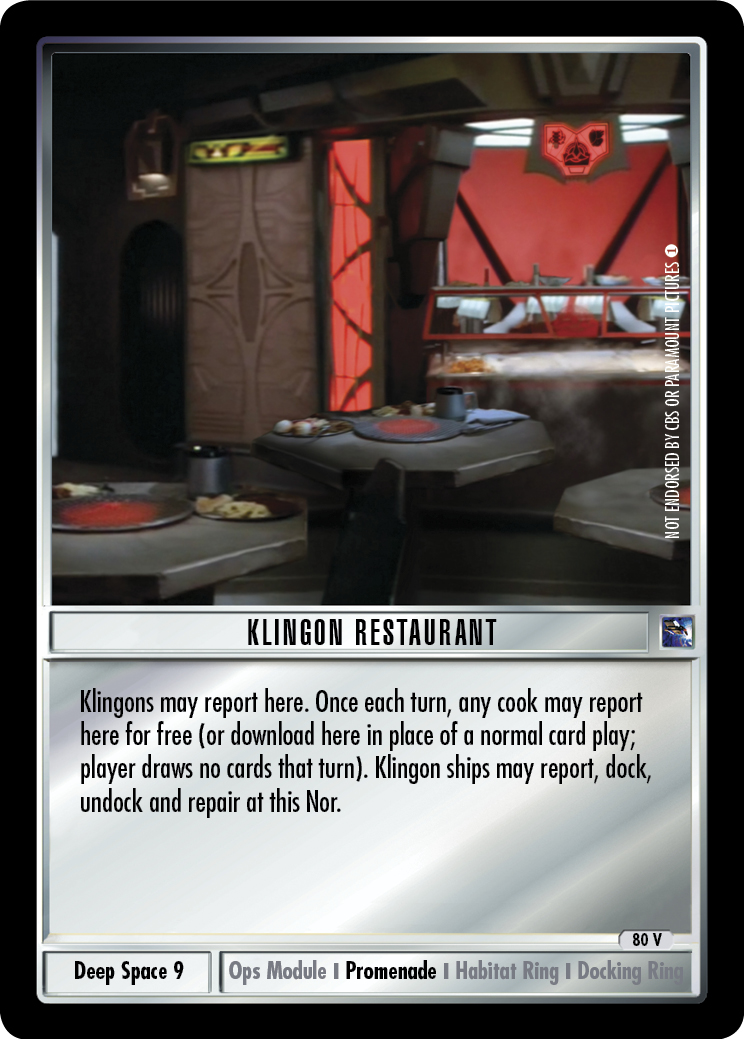 NOT ENDORSED BY CBS OR PARAMOUNT PICTURES 1
KLINGON RESTAURANT
Klingons may report here. Once each turn, any cook may report
here for free (or download here in place of a normal card play;
player draws no cards that turn). Klingon ships may report, dock,
undock and repair at this Nor.
80 V
Deep Space 9
Ops Module I Promenade I Habitat Ring I Docking Ring